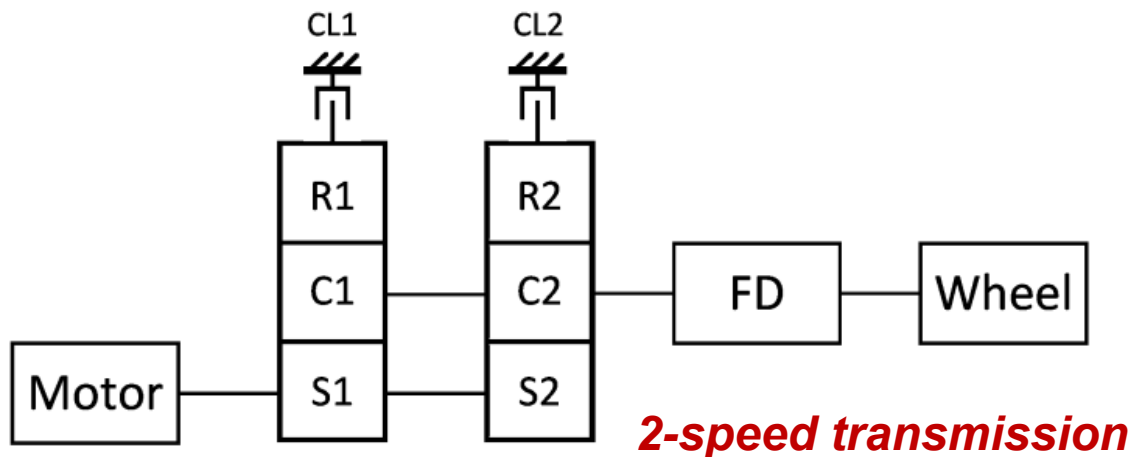 CL1 CL2
R1 R2
C1 C2 FD Wheel
Motor S1 S2
2-speed transmission